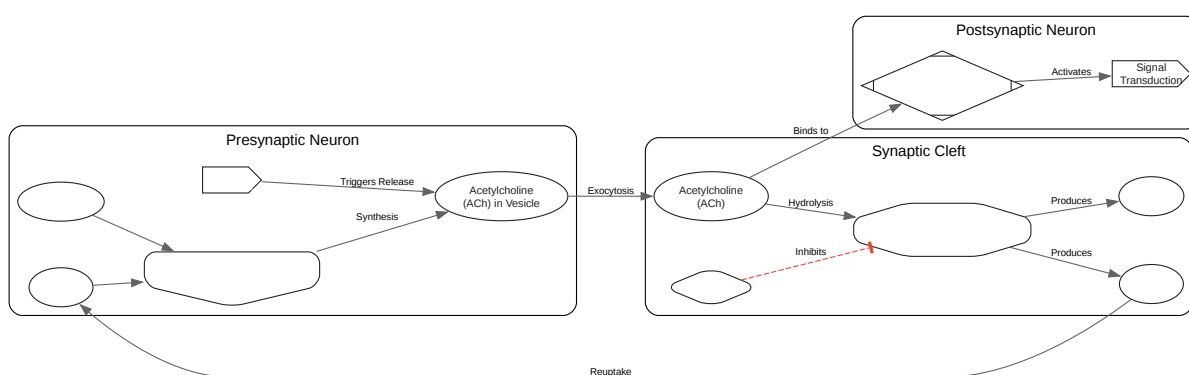 Postsynaptic Neuron
Activates
Signal
Transduction
Binds to
Presynaptic Neuron
Synaptic Cleft
Triggers Release
Acetylcholine
(ACh) in Vesicle
Exocytosis
Acetylcholine
(ACh)
Synthesis
Hydrolysis
Produces
Inhibits
Produces
Reuptake